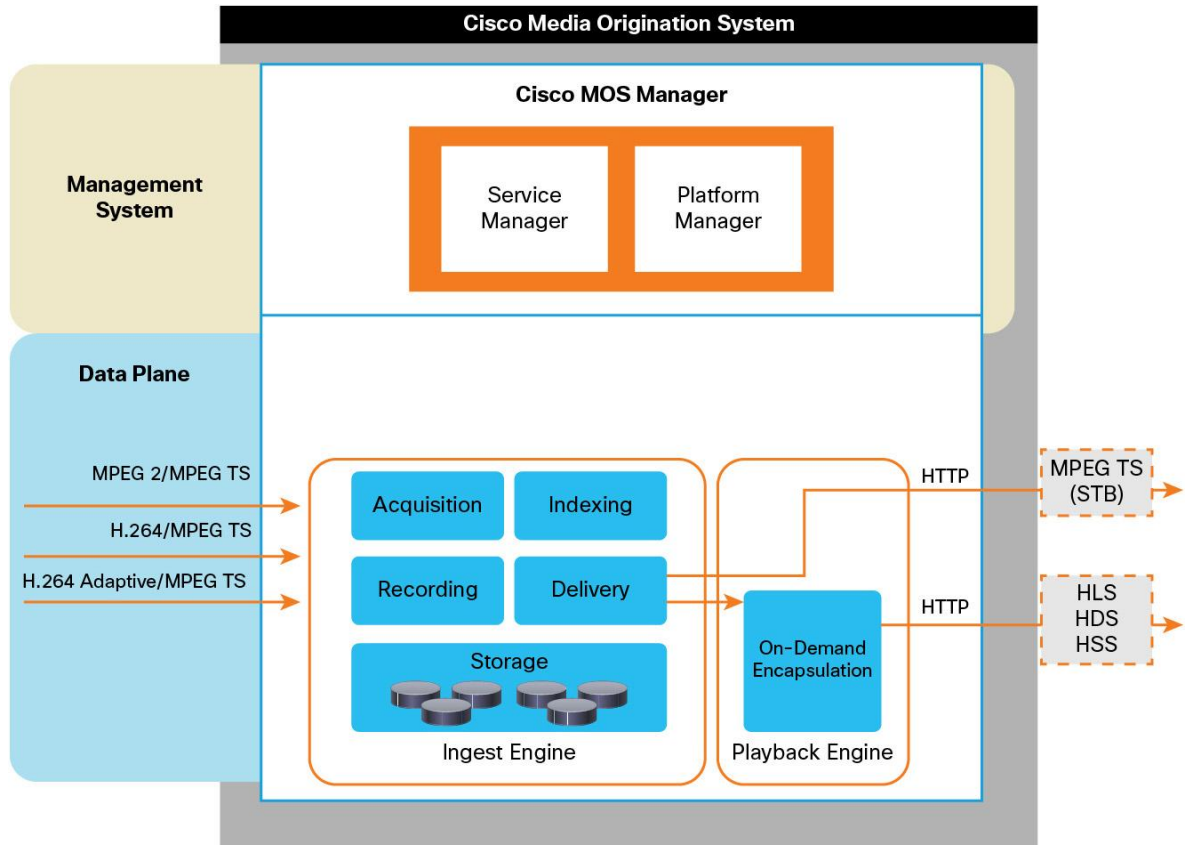 Cisco Media Origination System
Cisco MOS Manager
Management
System
Service
Manager
Platform
Manager
Data Plane
MPEG 2/MPEG TS
H.264/MPEG TS
H.264 Adaptive/MPEG TS
Acquisition
Indexing
Recording
Delivery
Storage
Ingest Engine
On-Demand
Encapsulation
Playback Engine
HTTP
MPEG TS
(STB)
HTTP
HLS
HDS
HSS